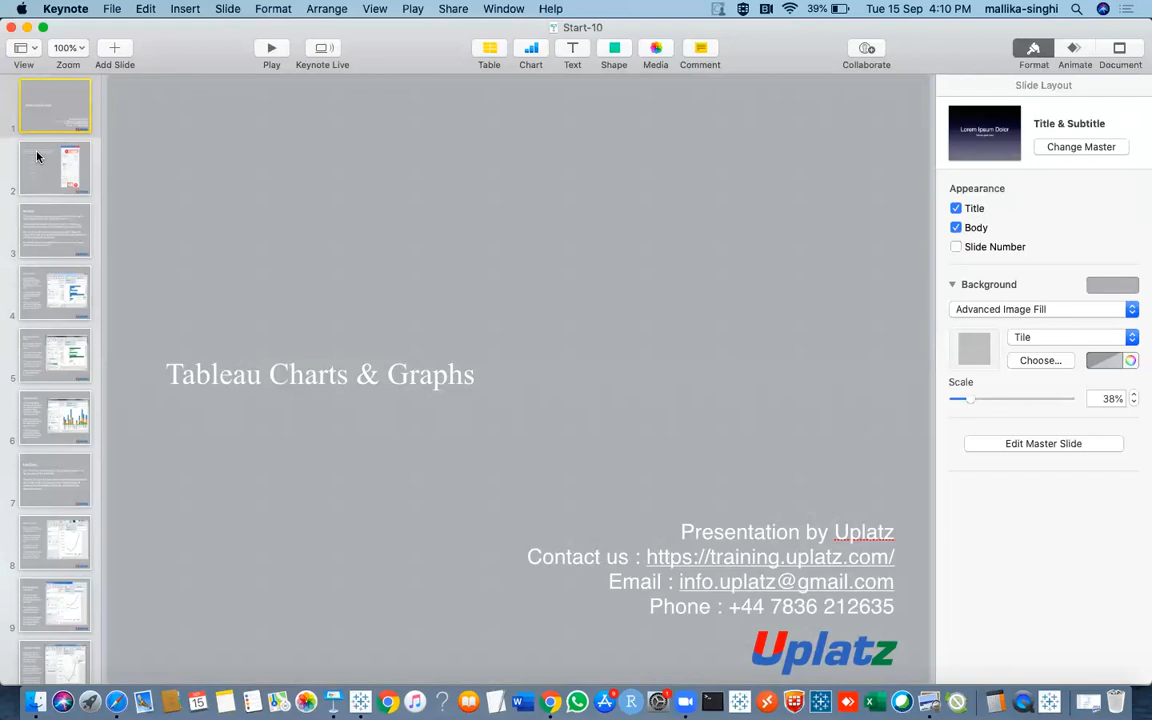 Keynote File Edit Insert Slide Format Arrange View Play Share Window Help
39% Tue 15 Sep 4:10 PM mallika-singhi
Start-10
100%
View Zoom Add Slide Play Keynote Live Table Chart Text Shape Media Comment Collaborate Format Animate Document
Slide Layout
Lorem Ipsum Dolor
Title & Subtitle
Change Master
Appearance
Title
Body
Slide Number
Background
Advanced Image Fill
Tile
Choose...
Scale
38%
Edit Master Slide
1
2
3
4
5
6
7
8
9
Tableau Charts & Graphs
Presentation by Uplatz
Contact us : https://training.uplatz.com/
Email : info.uplatz@gmail.com
Phone : +44 7836 212635
Uplatz